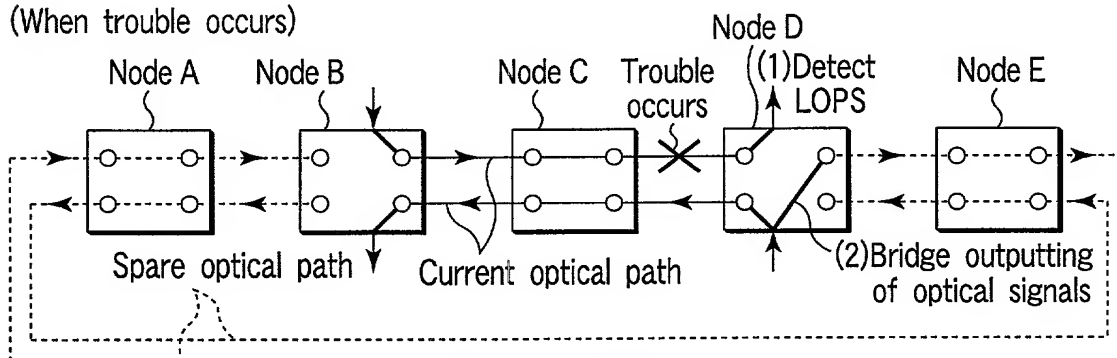 (When trouble occurs)
Node A
Node B
Node C
Trouble
occurs
Node D
(1)Detect
LOPS
Node E
Spare optical path
Current optical path
(2)Bridge outputting
of optical signals